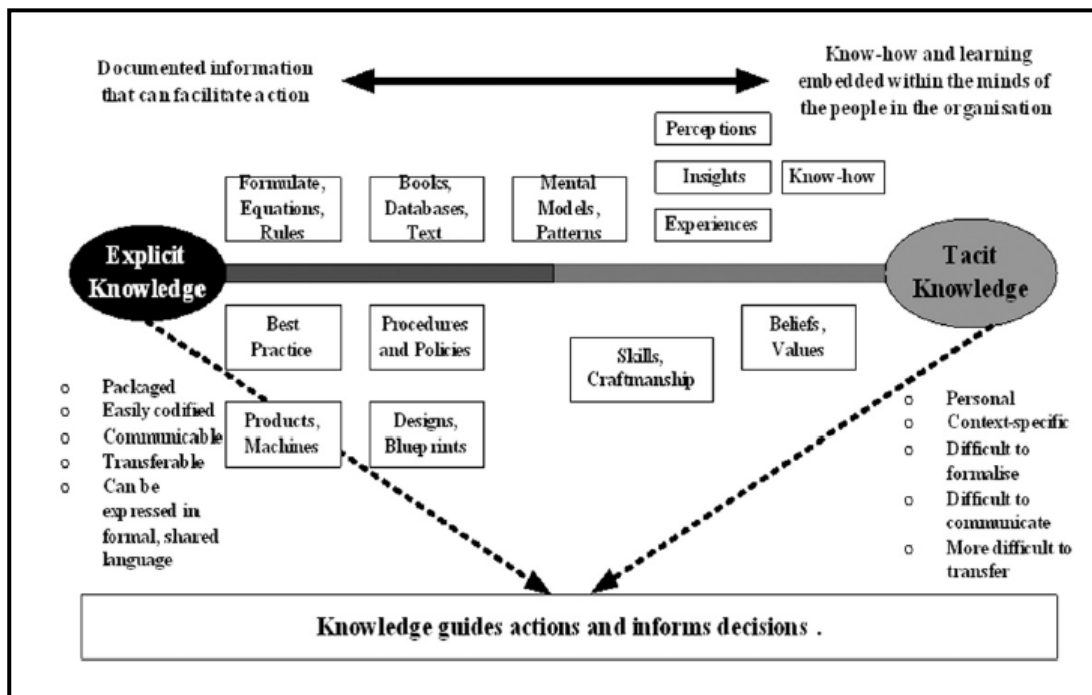 Documented information
that can facilitate action
Know-how and learning
embedded within the minds of
the people in the organisation
Perceptions
Formulate,
Equations,
Rules
Books,
Databases,
Text
Mental
Models,
Patterns
Insights
Know-how
Experiences
Explicit
Knowledge
Tacit
Knowledge
Best
Practice
Procedures
and Policies
Skills,
Craftmanship
Beliefs,
Values
Products,
Machines
Designs,
Blueprints
o Packaged
o Easily codified
o Communicable
o Transferable
o Can be
expressed in
formal, shared
language
o Personal
o Context-specific
o Difficult to
formalise
o Difficult to
communicate
o More difficult to
transfer
Knowledge guides actions and informs decisions .